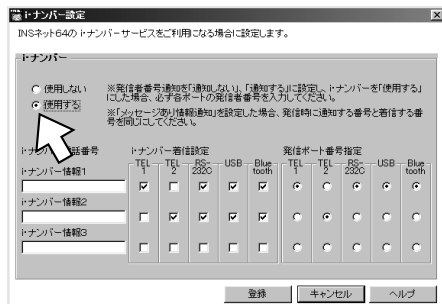 i･ナンバー設定
INSネット64の i･ナンバーサービスをご利用になる場合に設定します。
i･ナンバー
使用しない
使用する
※発信者番号通知を「通知しない」、「通知する」に設定し、i･ナンバーを「使用する」
にした場合、必ず各ポートの発信者番号を入力してください。
※「メッセージあり情報通知」を設定した場合、発信時に通知する番号と着信する番
号を同じにしてください。
i･ナンバー 話番号 i･ナンバー着信設定 発信ポート番号指定
TEL 1 TEL 2 RS-232C USB Blue tooth TEL 1 TEL 2 RS-232C USB Blue tooth
i･ナンバー情報1
i･ナンバー情報2
i･ナンバー情報3
登録 キャンセル ヘルプ